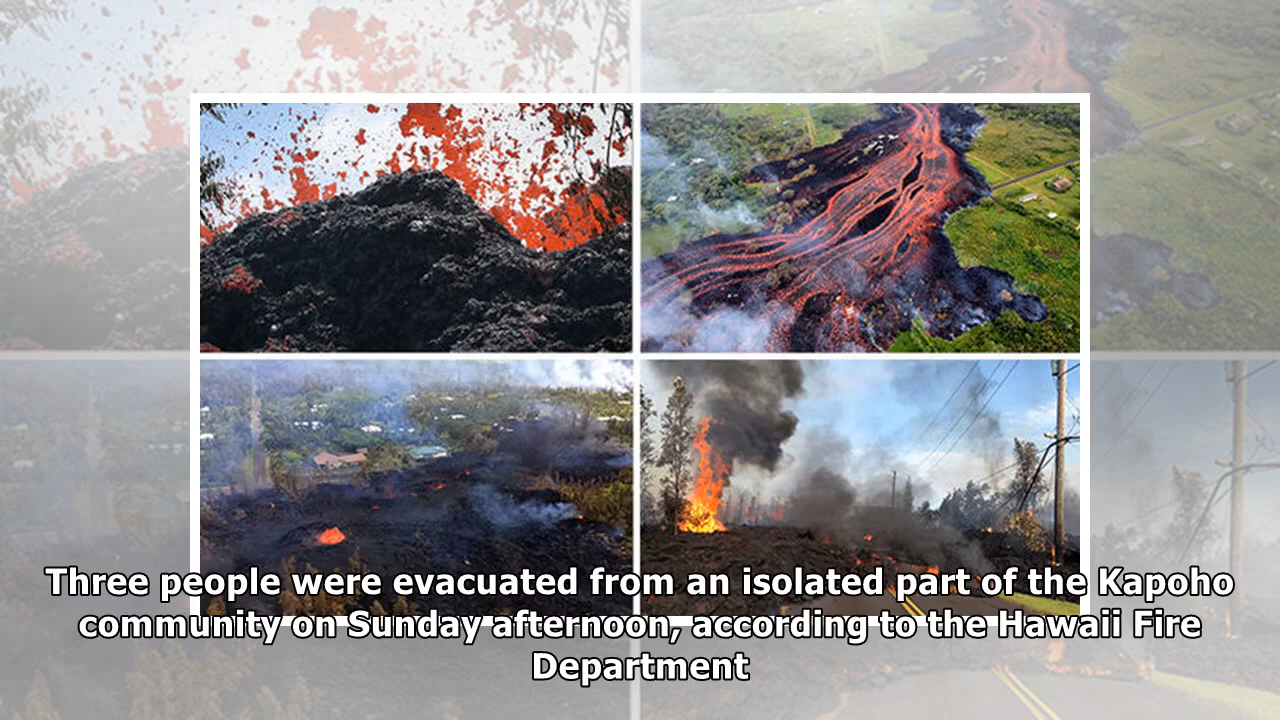 Three people were evacuated from an isolated part of the Kapoho
community on Sunday afternoon, according to the Hawaii Fire
Department